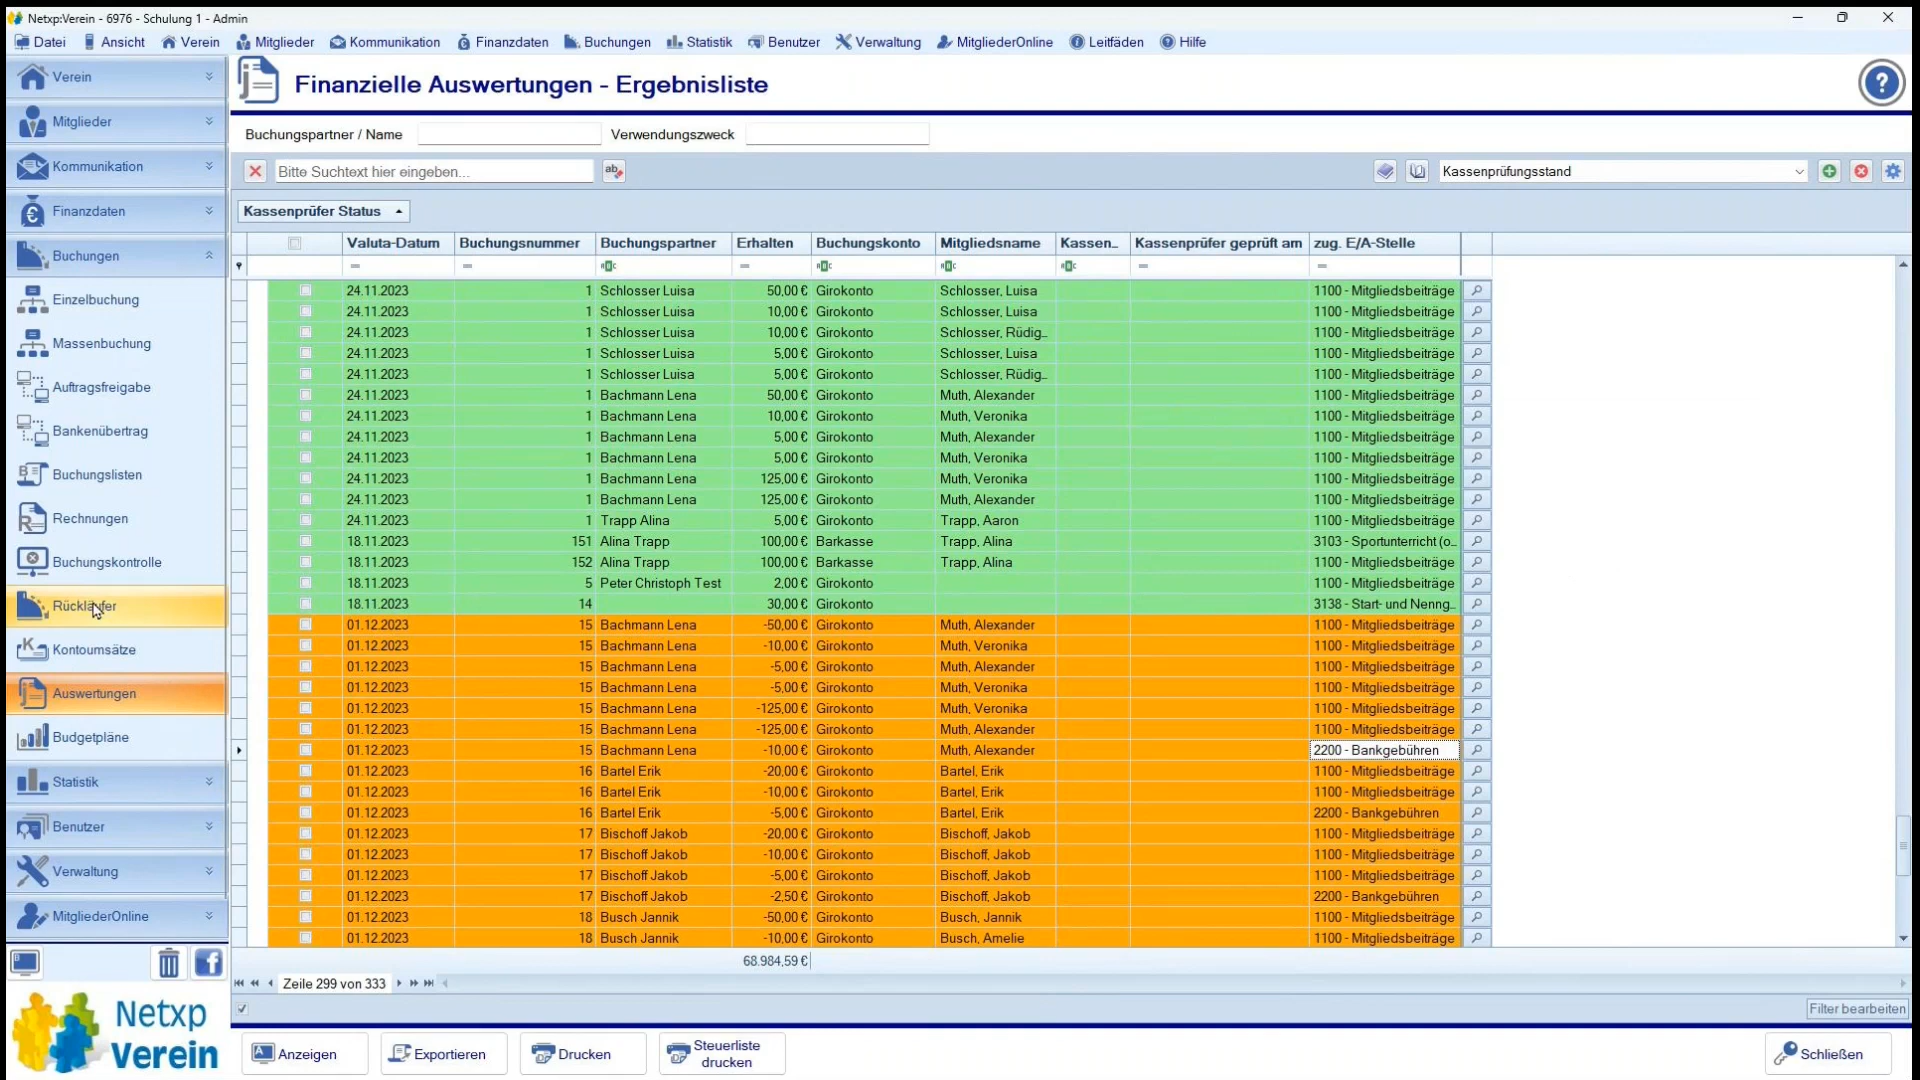 Netxp:Verein - 6976 - Schulung 1 - Admin
Datei Ansicht Verein Mitglieder Kommunikation Finanzdaten Buchungen Statistik Benutzer Verwaltung MitgliederOnline Leitfäden Hilfe
Verein
Mitglieder
Kommunikation
Finanzdaten
Buchungen
Einzelbuchung
Massenbuchung
Auftragsfreigabe
Bankenübertrag
Buchungslisten
Rechnungen
Buchungskontrolle
Rückläufer
Kontoumsätze
Auswertungen
Budgetpläne
Statistik
Benutzer
Verwaltung
MitgliederOnline
Netxp
Verein
Finanzielle Auswertungen - Ergebnisliste
Buchungspartner / Name Verwendungszweck
Bitte Suchtext hier eingeben... Kassenprüfungsstand
Kassenprüfer Status
Valuta-Datum Buchungsnummer Buchungspartner Erhalten Buchungskonto Mitgliedsname Kassen... Kassenprüfer geprüft am zug. E/A-Stelle
24.11.2023 1 Schlosser Luisa 50,00 € Girokonto Schlosser, Luisa 1100 - Mitgliedsbeiträge
24.11.2023 1 Schlosser Luisa 10,00 € Girokonto Schlosser, Luisa 1100 - Mitgliedsbeiträge
24.11.2023 1 Schlosser Luisa 10,00 € Girokonto Schlosser, Rüdig... 1100 - Mitgliedsbeiträge
24.11.2023 1 Schlosser Luisa 5,00 € Girokonto Schlosser, Luisa 1100 - Mitgliedsbeiträge
24.11.2023 1 Schlosser Luisa 5,00 € Girokonto Schlosser, Rüdig... 1100 - Mitgliedsbeiträge
24.11.2023 1 Bachmann Lena 50,00 € Girokonto Muth, Alexander 1100 - Mitgliedsbeiträge
24.11.2023 1 Bachmann Lena 10,00 € Girokonto Muth, Veronika 1100 - Mitgliedsbeiträge
24.11.2023 1 Bachmann Lena 5,00 € Girokonto Muth, Alexander 1100 - Mitgliedsbeiträge
24.11.2023 1 Bachmann Lena 5,00 € Girokonto Muth, Veronika 1100 - Mitgliedsbeiträge
24.11.2023 1 Bachmann Lena 125,00 € Girokonto Muth, Veronika 1100 - Mitgliedsbeiträge
24.11.2023 1 Bachmann Lena 125,00 € Girokonto Muth, Alexander 1100 - Mitgliedsbeiträge
24.11.2023 1 Trapp Alina 5,00 € Girokonto Trapp, Aaron 1100 - Mitgliedsbeiträge
18.11.2023 151 Alina Trapp 100,00 € Barkasse Trapp, Alina 3103 - Sportunterricht (o...
18.11.2023 152 Alina Trapp 100,00 € Barkasse Trapp, Alina 1100 - Mitgliedsbeiträge
18.11.2023 5 Peter Christoph Test 2,00 € Girokonto 1100 - Mitgliedsbeiträge
18.11.2023 14 30,00 € Girokonto 3138 - Start- und Nenng...
01.12.2023 15 Bachmann Lena -50,00 € Girokonto Muth, Alexander 1100 - Mitgliedsbeiträge
01.12.2023 15 Bachmann Lena -10,00 € Girokonto Muth, Veronika 1100 - Mitgliedsbeiträge
01.12.2023 15 Bachmann Lena -5,00 € Girokonto Muth, Alexander 1100 - Mitgliedsbeiträge
01.12.2023 15 Bachmann Lena -5,00 € Girokonto Muth, Veronika 1100 - Mitgliedsbeiträge
01.12.2023 15 Bachmann Lena -125,00 € Girokonto Muth, Veronika 1100 - Mitgliedsbeiträge
01.12.2023 15 Bachmann Lena -125,00 € Girokonto Muth, Alexander 1100 - Mitgliedsbeiträge
01.12.2023 15 Bachmann Lena -10,00 € Girokonto Muth, Alexander 2200 - Bankgebühren
01.12.2023 16 Bartel Erik -20,00 € Girokonto Bartel, Erik 1100 - Mitgliedsbeiträge
01.12.2023 16 Bartel Erik -10,00 € Girokonto Bartel, Erik 1100 - Mitgliedsbeiträge
01.12.2023 16 Bartel Erik -5,00 € Girokonto Bartel, Erik 2200 - Bankgebühren
01.12.2023 17 Bischoff Jakob -20,00 € Girokonto Bischoff, Jakob 1100 - Mitgliedsbeiträge
01.12.2023 17 Bischoff Jakob -10,00 € Girokonto Bischoff, Jakob 1100 - Mitgliedsbeiträge
01.12.2023 17 Bischoff Jakob -5,00 € Girokonto Bischoff, Jakob 1100 - Mitgliedsbeiträge
01.12.2023 17 Bischoff Jakob -2,50 € Girokonto Bischoff, Jakob 2200 - Bankgebühren
01.12.2023 18 Busch Jannik -50,00 € Girokonto Busch, Jannik 1100 - Mitgliedsbeiträge
01.12.2023 18 Busch Jannik -10,00 € Girokonto Busch, Amelie 1100 - Mitgliedsbeiträge
68.984,59 €
Zeile 299 von 333
Filter bearbeiten
Anzeigen Exportieren Drucken Steuerliste drucken Schließen